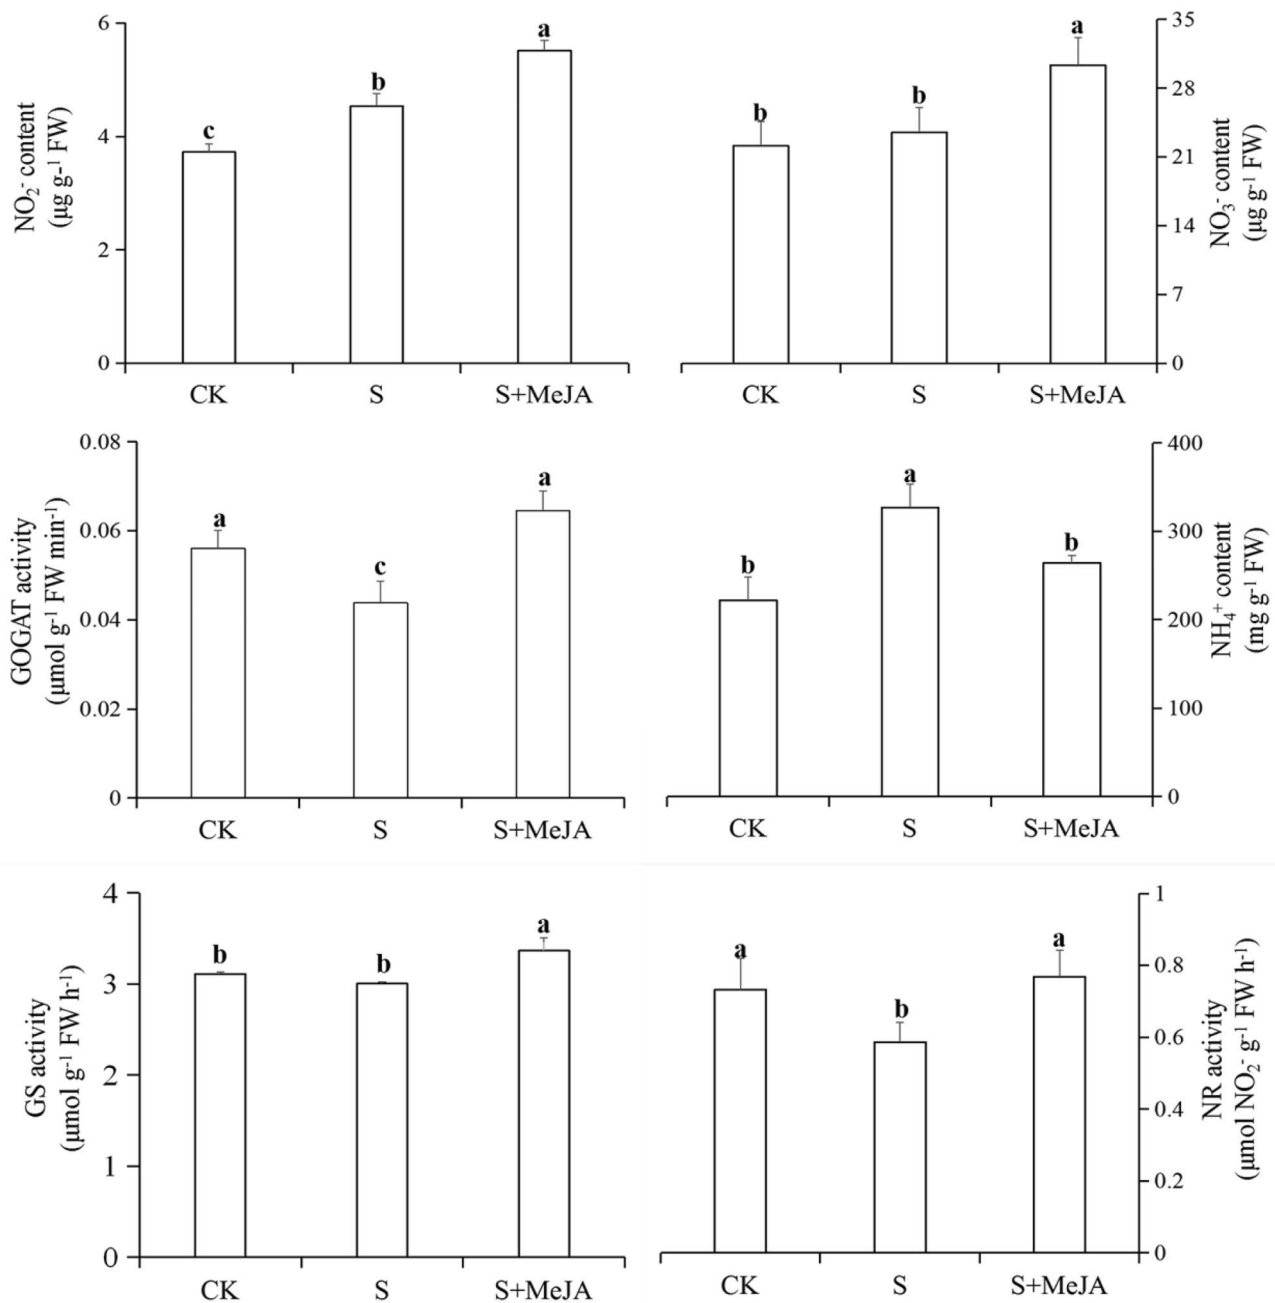 NO₂⁻ content
(μg g-¹ FW)
6
4
2
0
c
b
a
CK
S
S+MeJA
b
b
a
35
28
21
14
7
0
NO₃⁻ content
(μg g⁻¹ FW)
CK
S
S+MeJA
GOGAT activity
(μmol g⁻¹ FW min⁻¹)
0.08
0.06
0.04
0.02
0
a
c
a
CK
S
S+MeJA
b
a
b
400
300
200
100
0
NH₄⁺ content
(mg g⁻¹ FW)
CK
S
S+MeJA
GS activity
(μmol g⁻¹ FW h⁻¹)
4
3
2
1
0
b
b
a
CK
S
S+MeJA
a
b
a
1
0.8
0.6
0.4
0.2
0
NR activity
(μmol NO₂⁻ g⁻¹ FW h⁻¹)
CK
S
S+MeJA